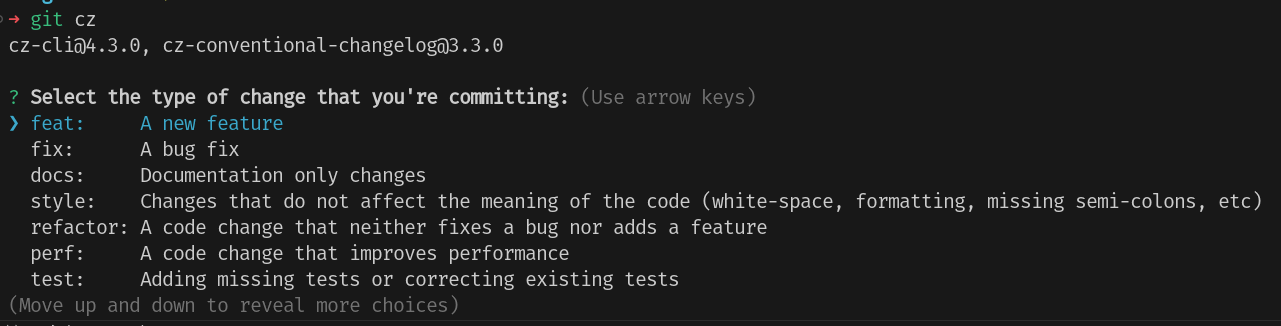 → git cz
cz-cli@4.3.0, cz-conventional-changelog@3.3.0
? Select the type of change that you're committing: (Use arrow keys)
❯ feat:     A new feature
  fix:      A bug fix
  docs:     Documentation only changes
  style:    Changes that do not affect the meaning of the code (white-space, formatting, missing semi-colons, etc)
  refactor: A code change that neither fixes a bug nor adds a feature
  perf:     A code change that improves performance
  test:     Adding missing tests or correcting existing tests
(Move up and down to reveal more choices)